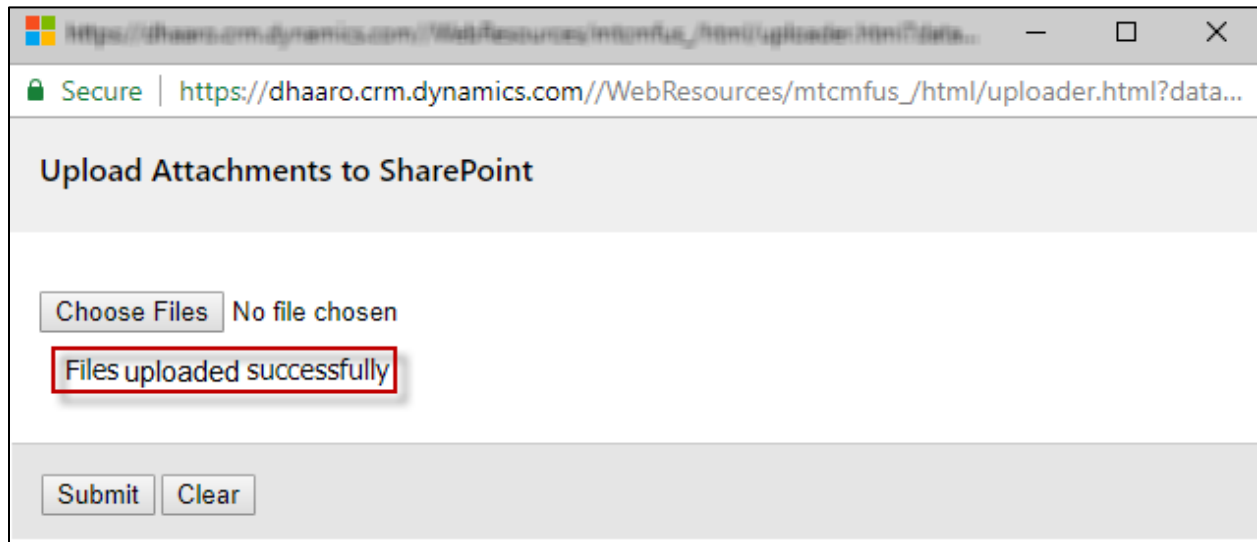 Secure | https://dhaaro.crm.dynamics.com//WebResources/mtcmfus_/html/uploader.html?data...
Upload Attachments to SharePoint
Choose Files No file chosen
Files uploaded successfully
Submit Clear